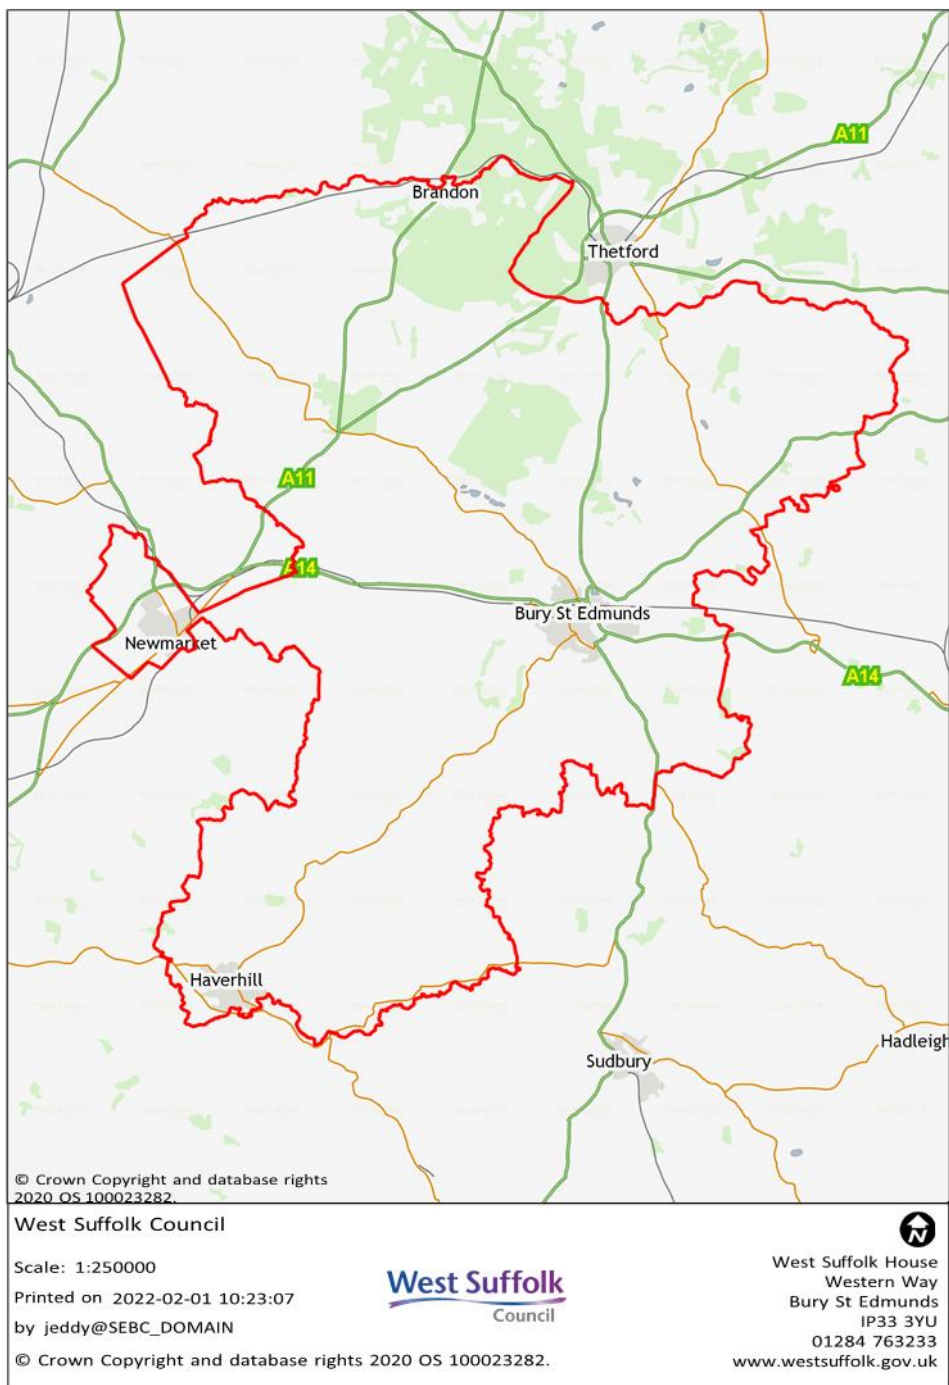 A11
Brandon
Thetford
A11
A14
Bury St Edmunds
Newmarket
A14
Haverhill
Hadleigh
Sudbury
© Crown Copyright and database rights
2020 OS 100023282.
West Suffolk Council
Scale: 1:250000
Printed on 2022-02-01 10:23:07
by jeddy@SEBC_DOMAIN
© Crown Copyright and database rights 2020 OS 100023282.
West Suffolk
Council
N
West Suffolk House
Western Way
Bury St Edmunds
IP33 3YU
01284 763233
www.westsuffolk.gov.uk